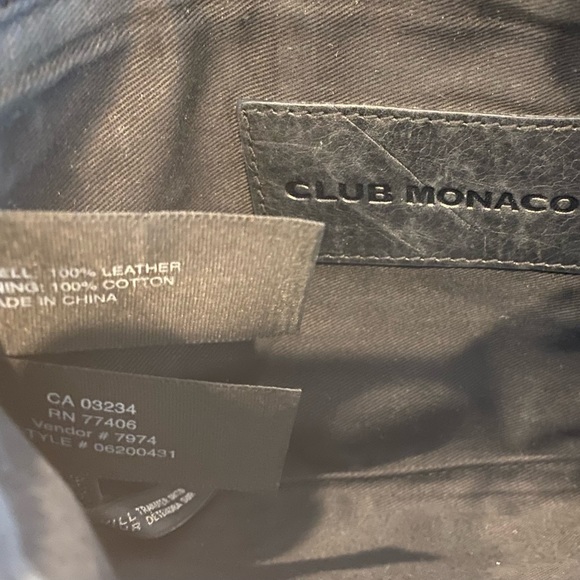 CLUB MONACO
ELL: 100% LEATHER
NING: 100% COTTON
ADE IN CHINA
CA 03234
RN 77406
Vendor # 7974
TYLE # 06200431
TRANSFER